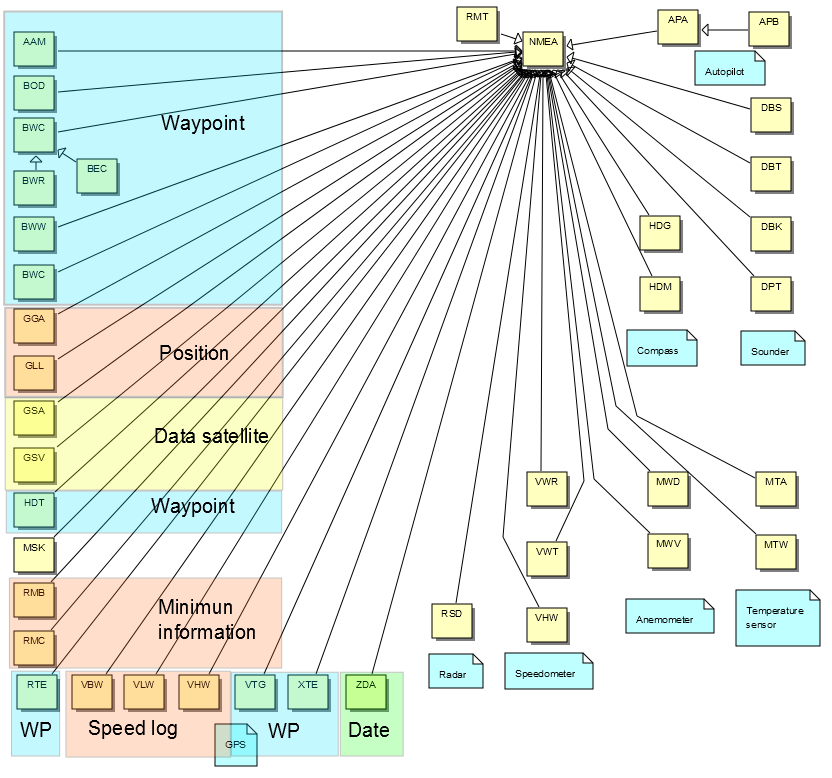 RMT
APA
APB
NMEA
AAM
Autopilot
BOD
BWC
Waypoint
DBS
BEC
BWR
DBT
BWW
HDG
DBK
BWC
HDM
DPT
GGA
Position
Compass
Sounder
GLL
GSA
Data satellite
GSV
HDT
Waypoint
VWR
MWD
MTA
MSK
VWT
MWV
MTW
RMB
Minimun
information
RMC
RSD
VHW
Anemometer
Temperature
sensor
Radar
Speedometer
RTE
VBW
VLW
VHW
VTG
XTE
ZDA
WP
Speed log
WP
Date
GPS